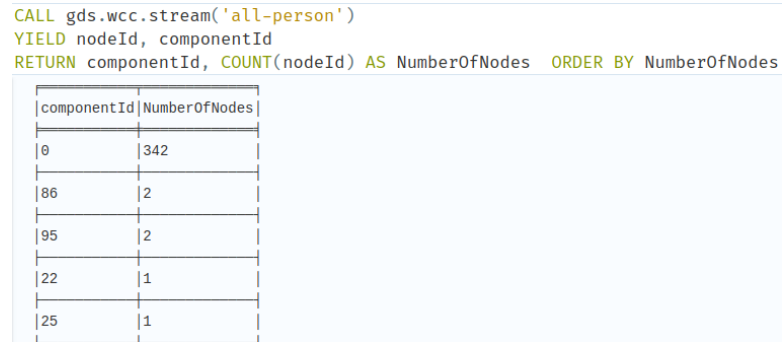 CALL gds.wcc.stream('all-person')
YIELD nodeId, componentId
RETURN componentId, COUNT(nodeId) AS NumberOfNodes  ORDER BY NumberOfNodes
|componentId|NumberOfNodes|
|0          |342          |
|86         |2            |
|95         |2            |
|22         |1            |
|25         |1            |